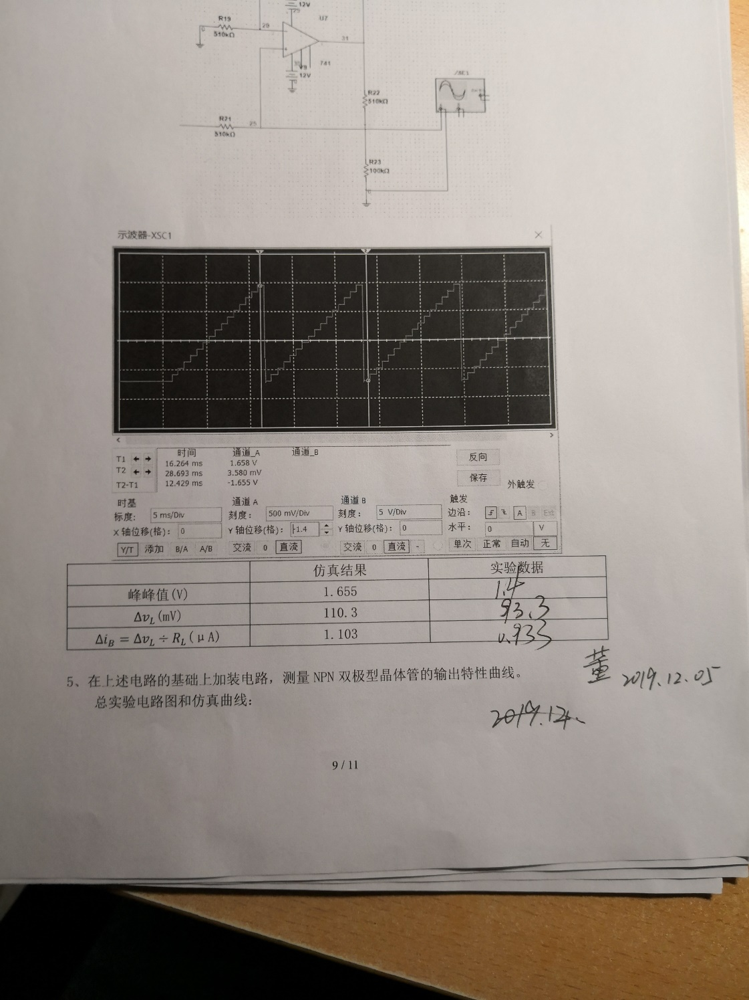 12V
R19
U7
29
510kΩ
31
741
12V
R22
510kΩ
R21
25
510kΩ
R23
100kΩ
0
示波器-XSC1
时间 通道_A 通道_B
T1 16.264 ms 1.658 V 反向
T2 28.693 ms 3.580 mV
T2-T1 12.429 ms -1.655 V 保存 外触发
时基 通道 A 通道 B 触发
标度: 5 ms/Div 刻度: 500 mV/Div 刻度: 5 V/Div 边沿: A B Ext
X 轴位移(格): 0 Y 轴位移(格): -1.4 Y 轴位移(格): 0 水平: 0 V
Y/T 添加 B/A A/B 交流 0 直流 交流 0 直流 - 单次 正常 自动 无
仿真结果 实验数据
峰峰值(V) 1.655 1.4
Δv_L(mV) 110.3 93.3
Δi_B = Δv_L ÷ R_L(μA) 1.103 0.933
5、在上述电路的基础上加装电路，测量 NPN 双极型晶体管的输出特性曲线。
董 2019.12.05
总实验电路图和仿真曲线：
9 / 11